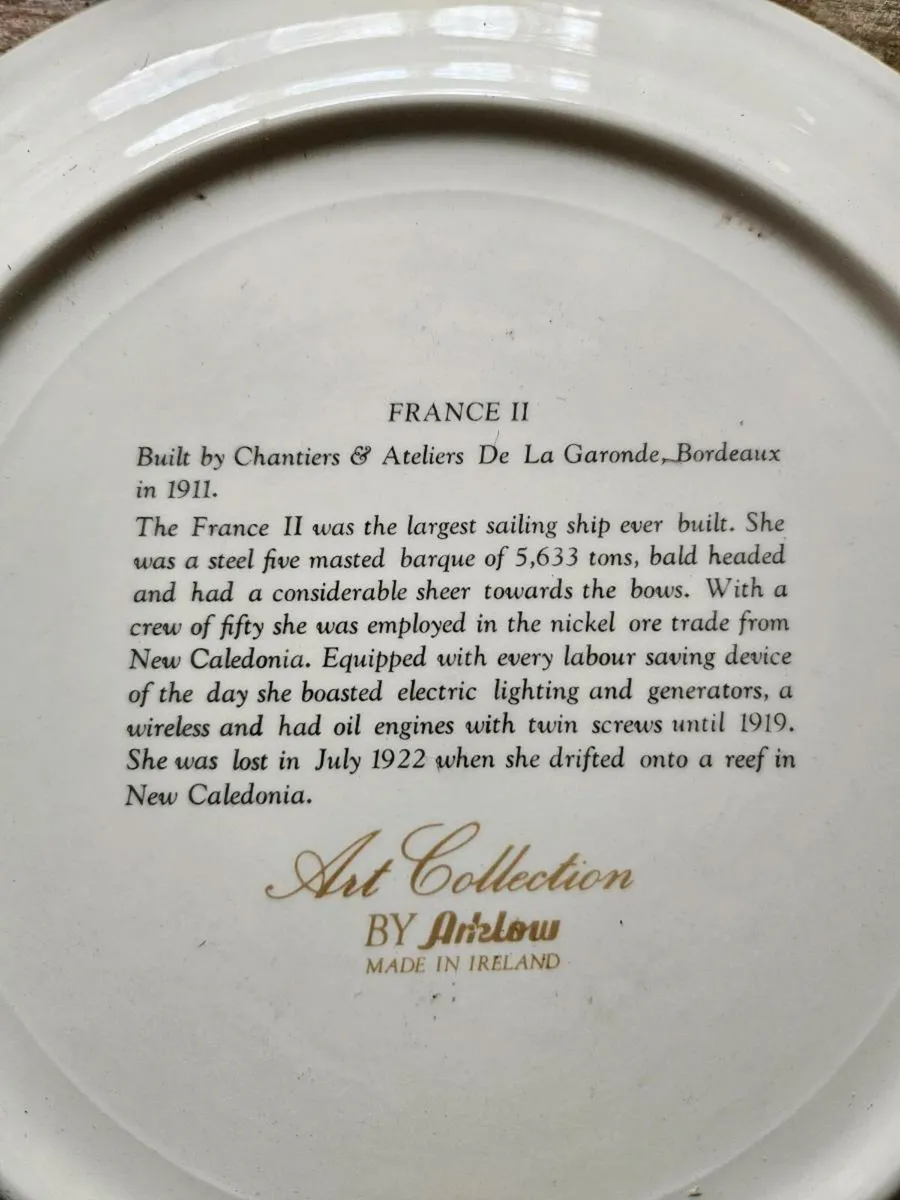 FRANCE II
Built by Chantiers & Ateliers De La Garonde, Bordeaux
in 1911.
The France II was the largest sailing ship ever built. She
was a steel five masted barque of 5,633 tons, bald headed
and had a considerable sheer towards the bows. With a
crew of fifty she was employed in the nickel ore trade from
New Caledonia. Equipped with every labour saving device
of the day she boasted electric lighting and generators, a
wireless and had oil engines with twin screws until 1919.
She was lost in July 1922 when she drifted onto a reef in
New Caledonia.
Art Collection
BY Arklow
MADE IN IRELAND